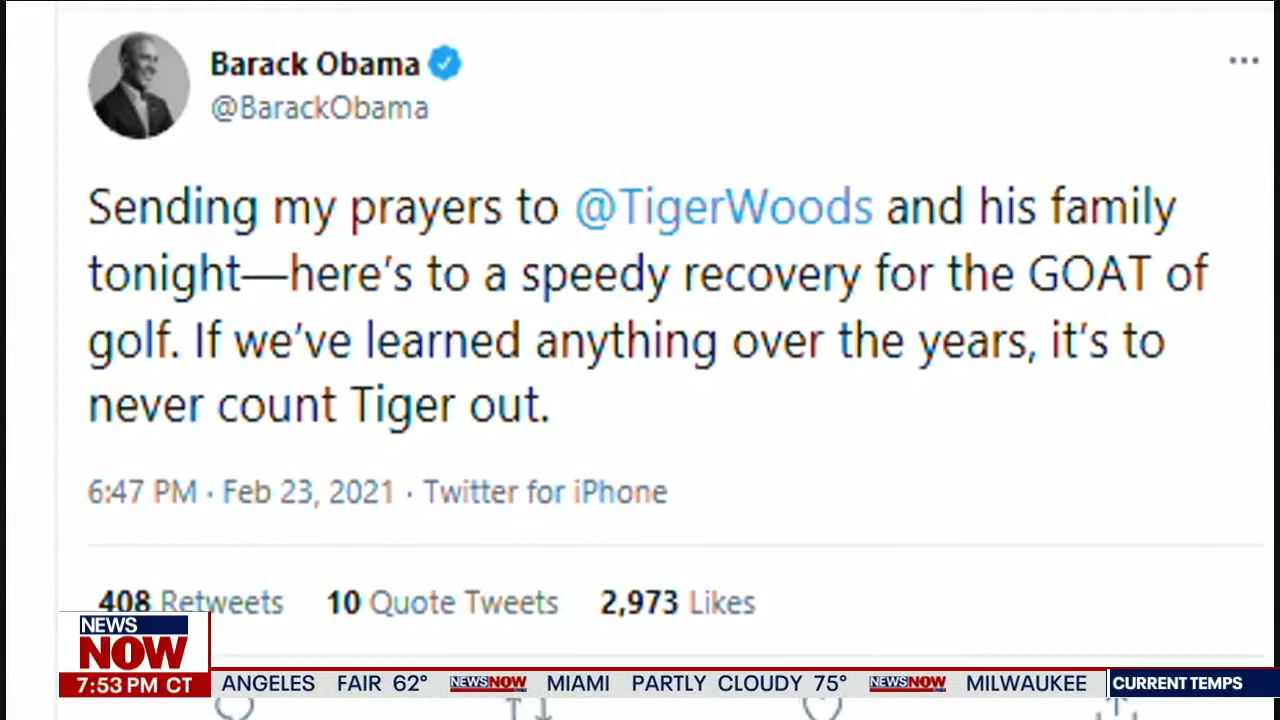 Barack Obama
@BarackObama
Sending my prayers to @TigerWoods and his family
tonight—here's to a speedy recovery for the GOAT of
golf. If we've learned anything over the years, it's to
never count Tiger out.
6:47 PM · Feb 23, 2021 · Twitter for iPhone
408 Retweets 10 Quote Tweets 2,973 Likes
NEWS
NOW
7:53 PM CT ANGELES FAIR 62° NEWSNOW MIAMI PARTLY CLOUDY 75° NEWSNOW MILWAUKEE CURRENT TEMPS